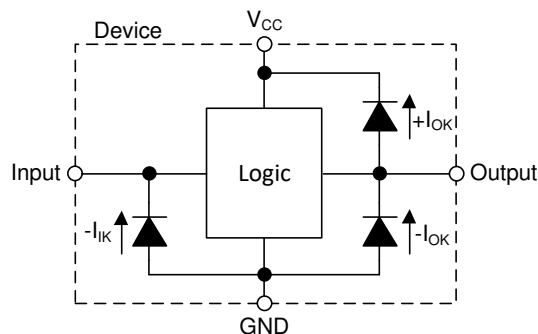 V_CC
Device
+I_OK
Input
Logic
Output
-I_IK
-I_OK
GND